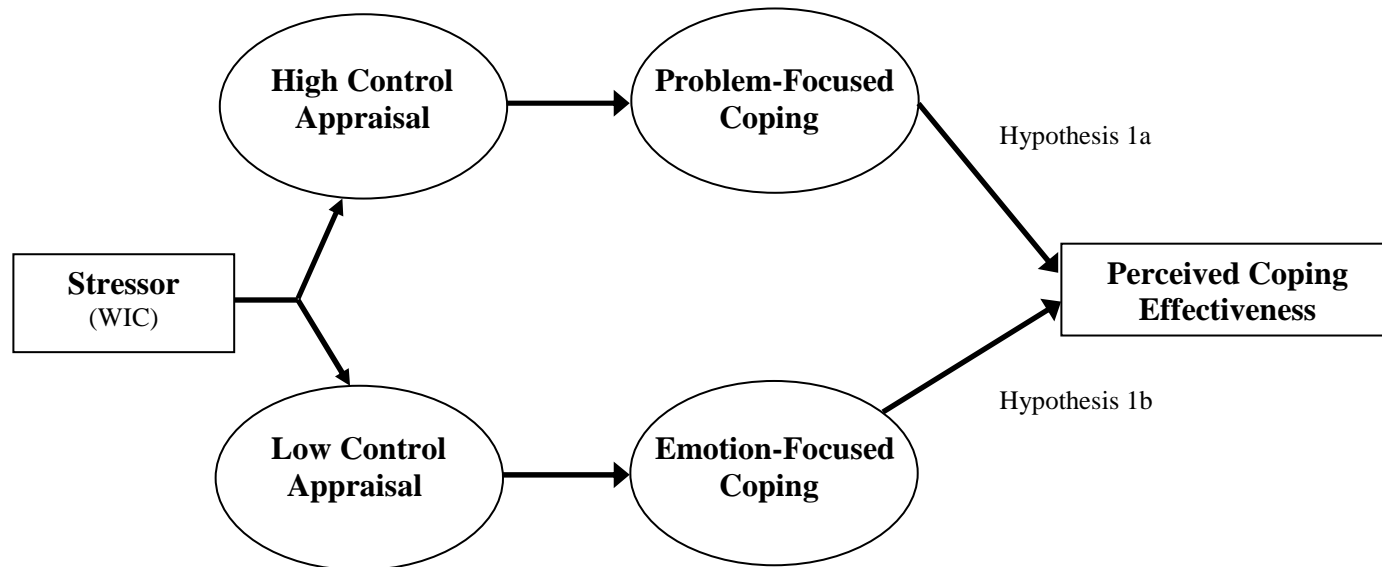 High Control
Appraisal
Problem-Focused
Coping
Hypothesis 1a
Stressor
(WIC)
Perceived Coping
Effectiveness
Low Control
Appraisal
Emotion-Focused
Coping
Hypothesis 1b